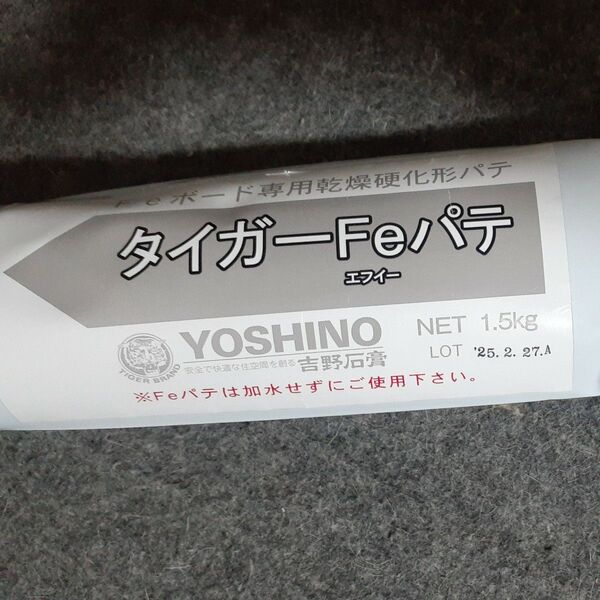 Feボード専用乾燥硬化形パテ
タイガーFeパテ
エフイー
TIGER BRAND
YOSHINO
安全で快適な住空間を創る 吉野石膏
NET 1.5kg
LOT '25.2.27.A
※Feパテは加水せずにご使用下さい。